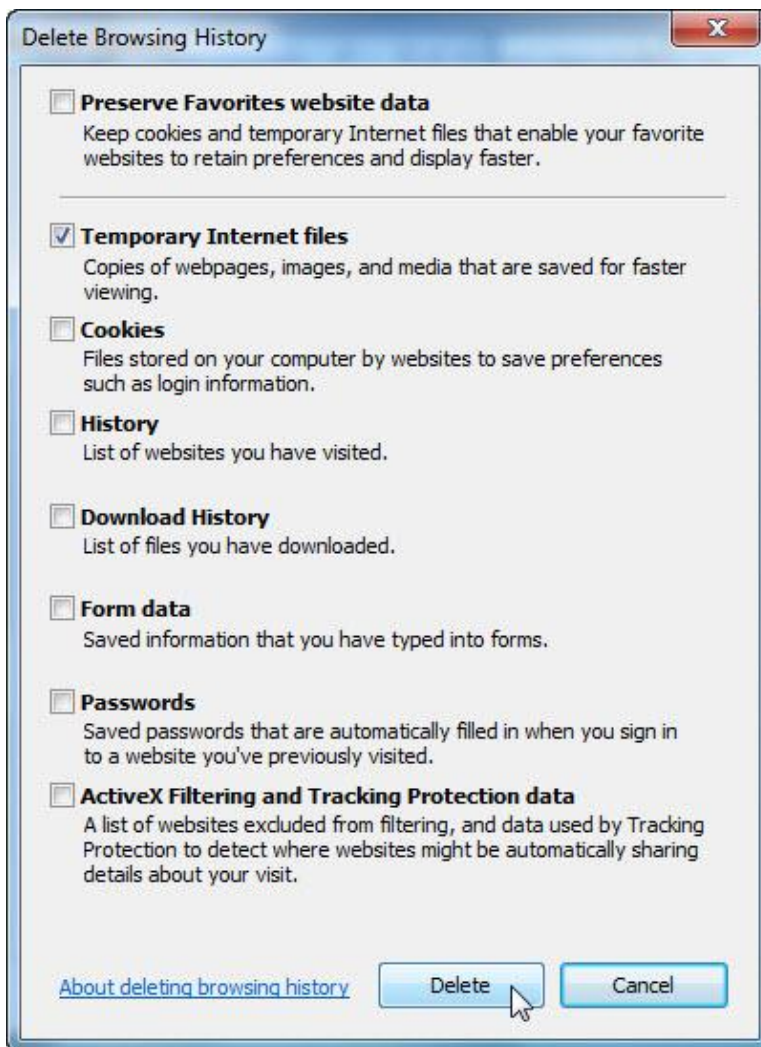 Delete Browsing History
X
Preserve Favorites website data
Keep cookies and temporary Internet files that enable your favorite
websites to retain preferences and display faster.
Temporary Internet files
Copies of webpages, images, and media that are saved for faster
viewing.
Cookies
Files stored on your computer by websites to save preferences
such as login information.
History
List of websites you have visited.
Download History
List of files you have downloaded.
Form data
Saved information that you have typed into forms.
Passwords
Saved passwords that are automatically filled in when you sign in
to a website you've previously visited.
ActiveX Filtering and Tracking Protection data
A list of websites excluded from filtering, and data used by Tracking
Protection to detect where websites might be automatically sharing
details about your visit.
About deleting browsing history Delete Cancel